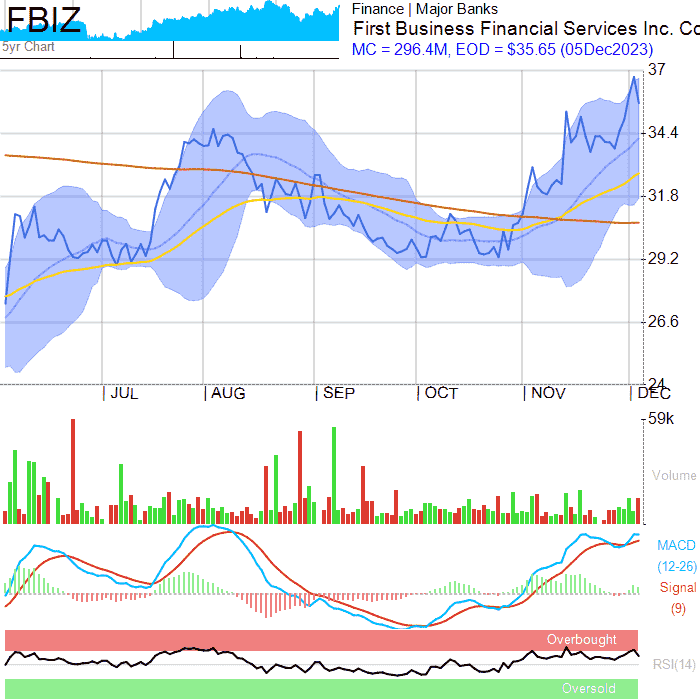 FBIZ
5yr Chart
Finance | Major Banks
First Business Financial Services Inc. Co
MC = 296.4M, EOD = $35.65 (05Dec2023)
37
34.4
31.8
29.2
26.6
24
JUL AUG SEP OCT NOV DEC
59k
Volume
MACD
(12-26)
Signal
(9)
Overbought
RSI(14)
Oversold